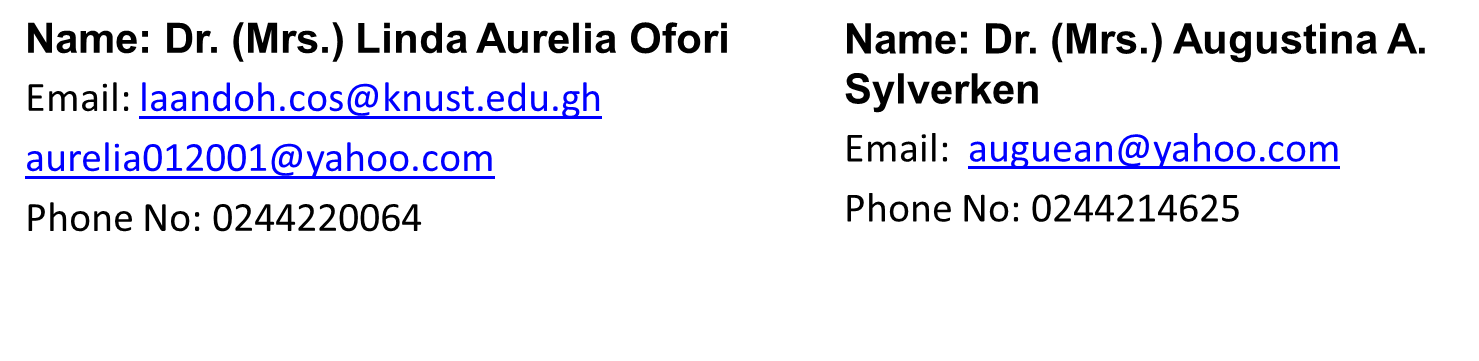 Name: Dr. (Mrs.) Linda Aurelia Ofori
Email: laandoh.cos@knust.edu.gh
aurelia012001@yahoo.com
Phone No: 0244220064
Name: Dr. (Mrs.) Augustina A.
Sylverken
Email: auguean@yahoo.com
Phone No: 0244214625